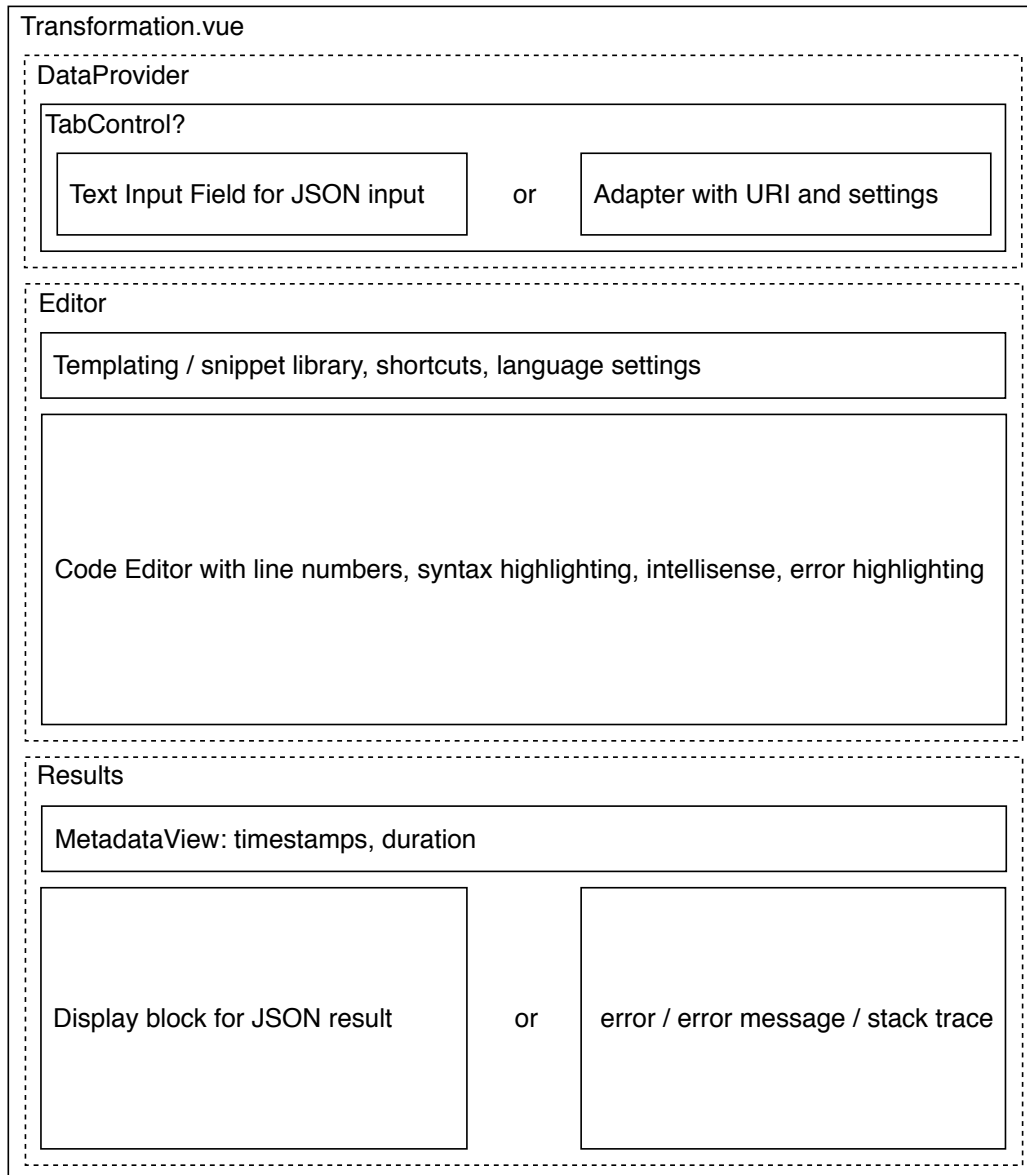 Transformation.vue
DataProvider
TabControl?
Text Input Field for JSON input
or
Adapter with URI and settings
Editor
Templating / snippet library, shortcuts, language settings
Code Editor with line numbers, syntax highlighting, intellisense, error highlighting
Results
MetadataView: timestamps, duration
Display block for JSON result
or
error / error message / stack trace